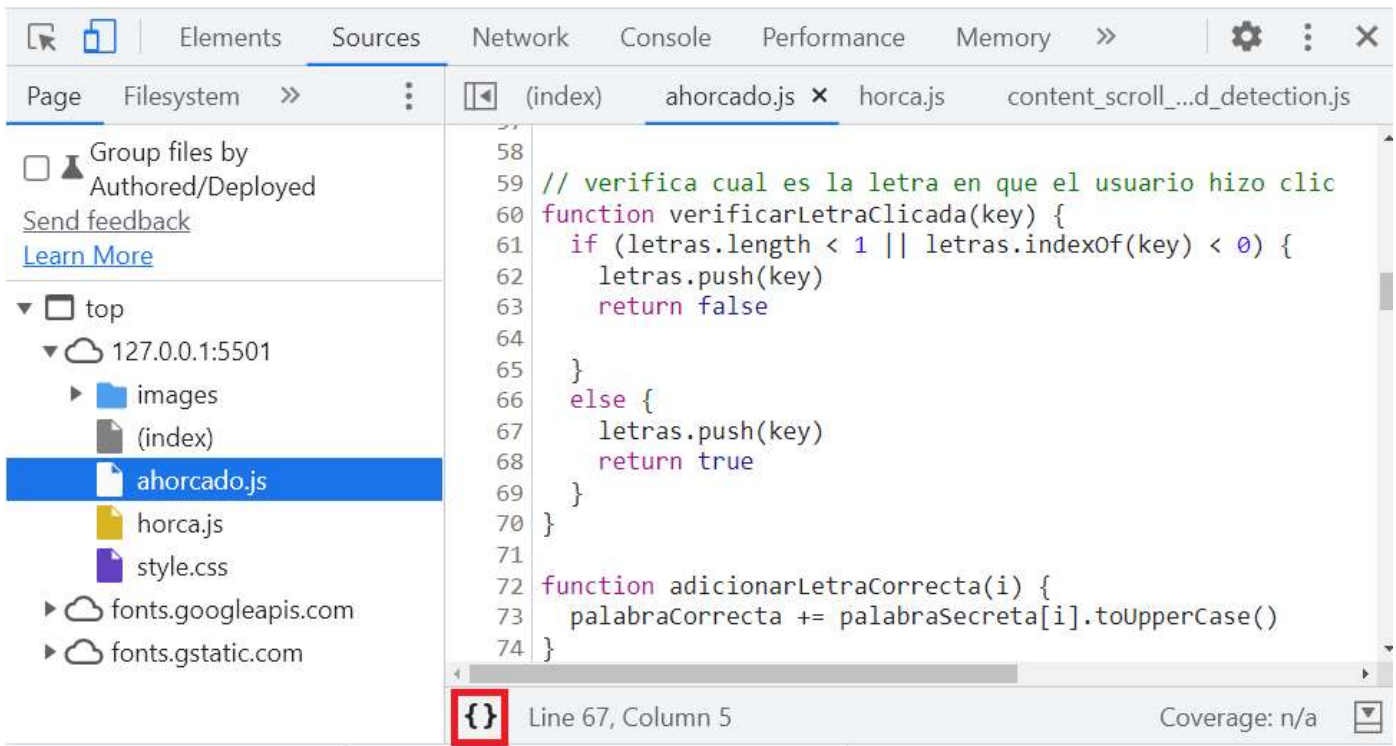 Elements Sources Network Console Performance Memory »
Page Filesystem »
(index) ahorcado.js × horca.js content_scroll_...d_detection.js
Group files by
Authored/Deployed
Send feedback
Learn More
top
127.0.0.1:5501
images
(index)
ahorcado.js
horca.js
style.css
fonts.googleapis.com
fonts.gstatic.com
58
59 // verifica cual es la letra en que el usuario hizo clic
60 function verificarLetraClicada(key) {
61   if (letras.length < 1 || letras.indexOf(key) < 0) {
62     letras.push(key)
63     return false
64
65   }
66   else {
67     letras.push(key)
68     return true
69   }
70 }
71
72 function adicionarLetraCorrecta(i) {
73   palabraCorrecta += palabraSecreta[i].toUpperCase()
74 }
{} Line 67, Column 5 Coverage: n/a